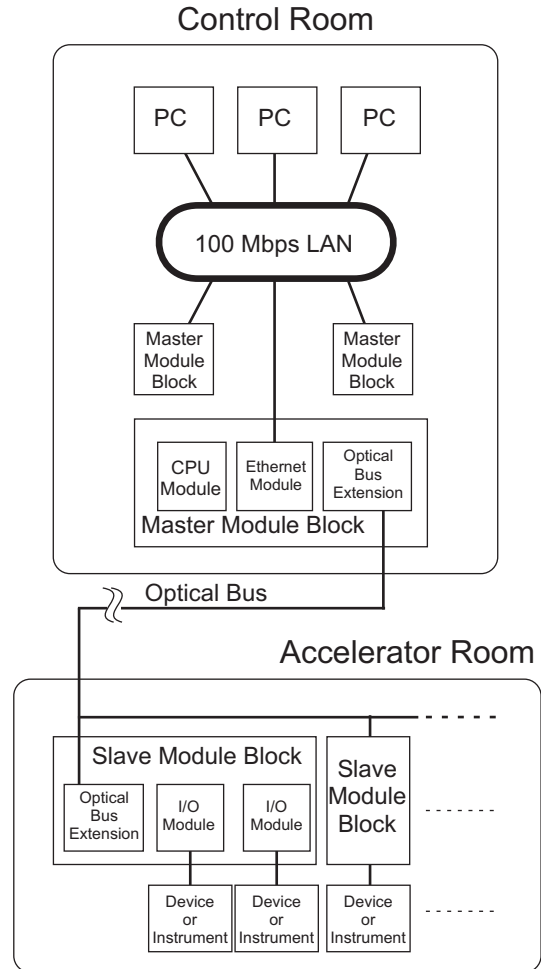 Control Room
PC
PC
PC
100 Mbps LAN
Master
Module
Block
Master
Module
Block
CPU
Module
Ethernet
Module
Optical
Bus
Extension
Master Module Block
Optical Bus
Accelerator Room
Slave Module Block
Optical
Bus
Extension
I/O
Module
I/O
Module
Slave
Module
Block
Device
or
Instrument
Device
or
Instrument
Device
or
Instrument